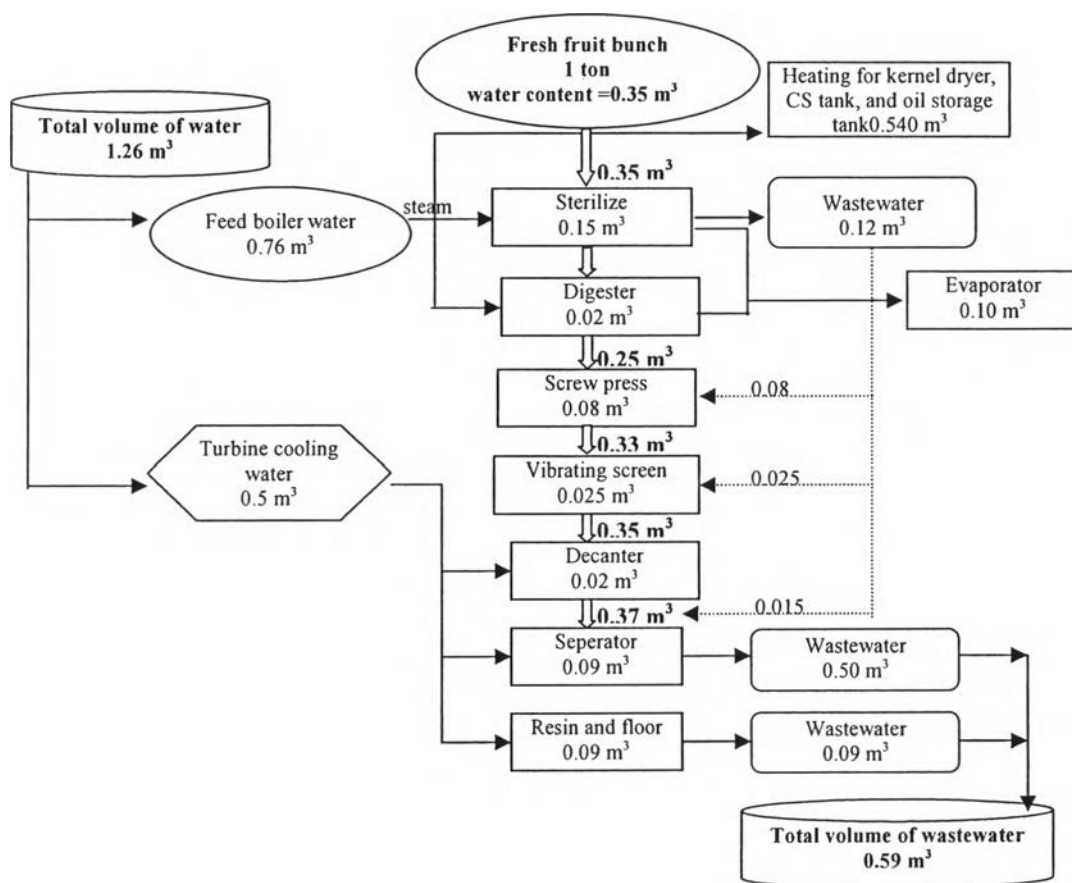 Fresh fruit bunch
1 ton
water content =0.35 m³
Heating for kernel dryer,
CS tank, and oil storage
tank0.540 m³
Total volume of water
1.26 m³
0.35 m³
steam
Feed boiler water
0.76 m³
Sterilize
0.15 m³
Wastewater
0.12 m³
Digester
0.02 m³
Evaporator
0.10 m³
0.25 m³
Screw press
0.08 m³
0.08
0.33 m³
Turbine cooling
water
0.5 m³
Vibrating screen
0.025 m³
0.025
0.35 m³
Decanter
0.02 m³
0.37 m³
0.015
Seperator
0.09 m³
Wastewater
0.50 m³
Resin and floor
0.09 m³
Wastewater
0.09 m³
Total volume of wastewater
0.59 m³